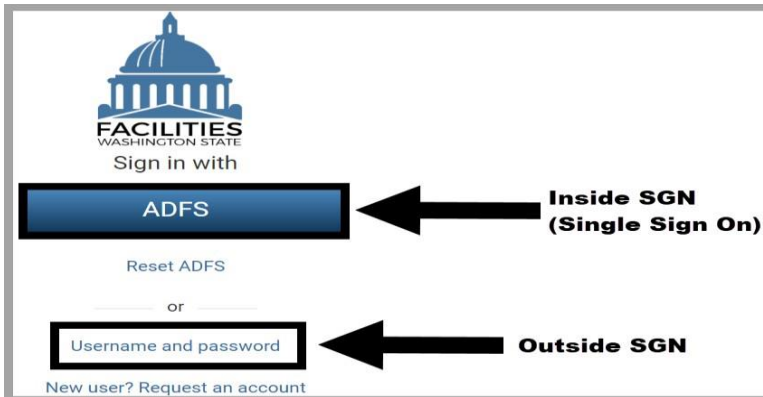 FACILITIES
WASHINGTON STATE
Sign in with
ADFS
Inside SGN
(Single Sign On)
Reset ADFS
or
Username and password
Outside SGN
New user? Request an account